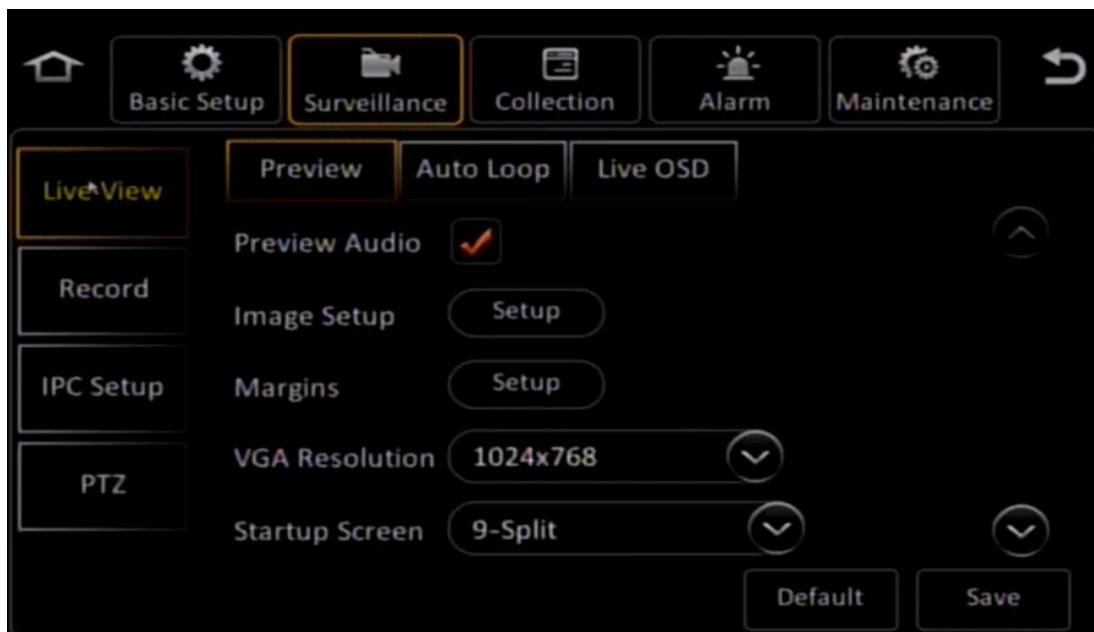 Basic Setup
Surveillance
Collection
Alarm
Maintenance
Live View
Record
IPC Setup
PTZ
Preview
Auto Loop
Live OSD
Preview Audio
Image Setup
Setup
Margins
Setup
VGA Resolution
1024x768
Startup Screen
9-Split
Default
Save